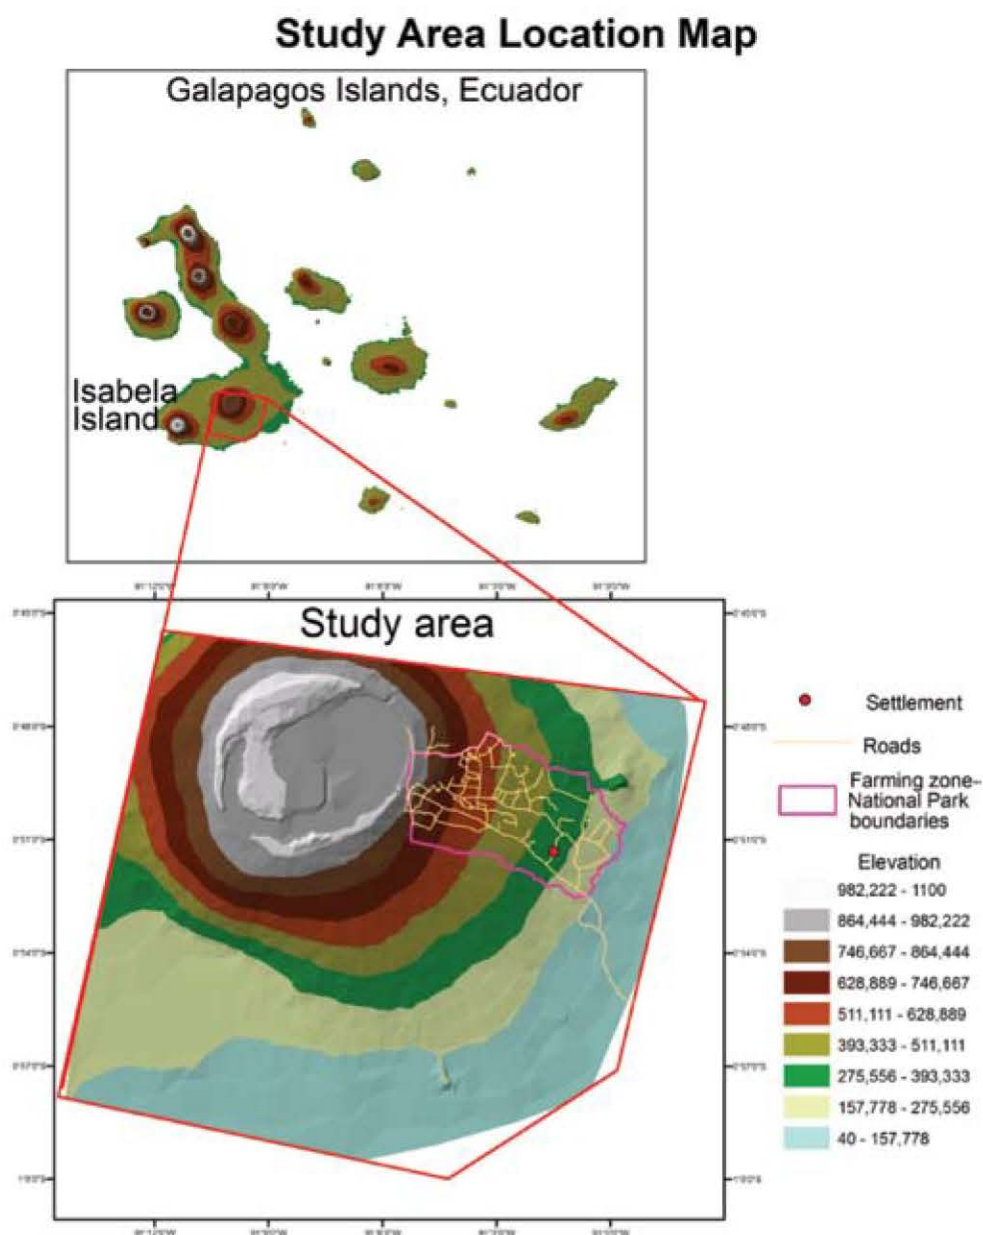 Study Area Location Map
Galapagos Islands, Ecuador
Isabela
Island
Study area
Settlement
Roads
Farming zone-
National Park
boundaries
Elevation
982,222 - 1100
864,444 - 982,222
746,667 - 864,444
628,889 - 746,667
511,111 - 628,889
393,333 - 511,111
275,556 - 393,333
157,778 - 275,556
40 - 157,778